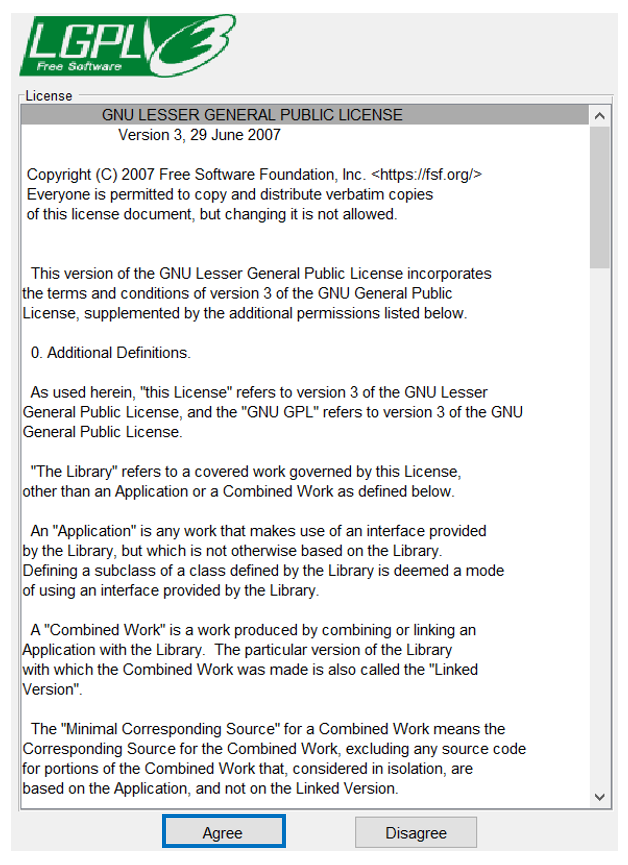 LGPLv3
Free Software
License
GNU LESSER GENERAL PUBLIC LICENSE
Version 3, 29 June 2007
Copyright (C) 2007 Free Software Foundation, Inc. <https://fsf.org/>
Everyone is permitted to copy and distribute verbatim copies
of this license document, but changing it is not allowed.
This version of the GNU Lesser General Public License incorporates
the terms and conditions of version 3 of the GNU General Public
License, supplemented by the additional permissions listed below.
0. Additional Definitions.
As used herein, "this License" refers to version 3 of the GNU Lesser
General Public License, and the "GNU GPL" refers to version 3 of the GNU
General Public License.
"The Library" refers to a covered work governed by this License,
other than an Application or a Combined Work as defined below.
An "Application" is any work that makes use of an interface provided
by the Library, but which is not otherwise based on the Library.
Defining a subclass of a class defined by the Library is deemed a mode
of using an interface provided by the Library.
A "Combined Work" is a work produced by combining or linking an
Application with the Library.  The particular version of the Library
with which the Combined Work was made is also called the "Linked
Version".
The "Minimal Corresponding Source" for a Combined Work means the
Corresponding Source for the Combined Work, excluding any source code
for portions of the Combined Work that, considered in isolation, are
based on the Application, and not on the Linked Version.
Agree
Disagree